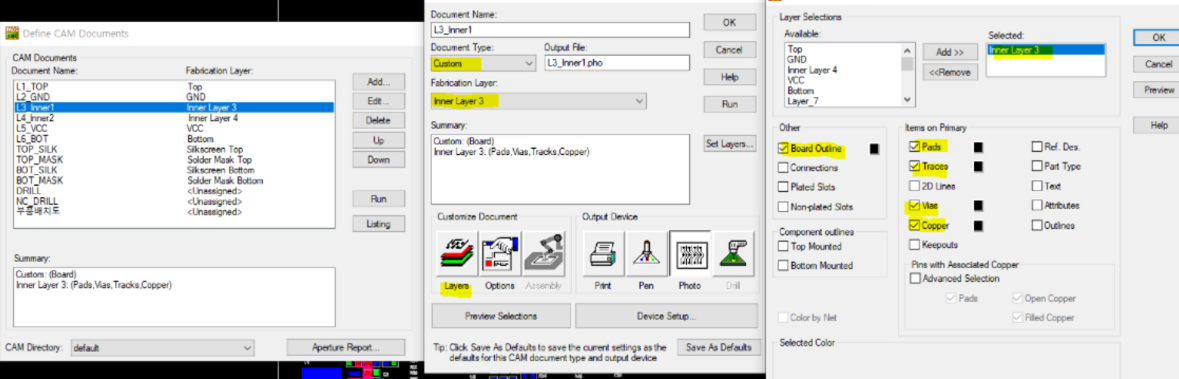 Define CAM Documents
CAM Documents
Document Name:
Fabrication Layer:
L1_TOP Top
L2_GND GND
L3_Inner1 Inner Layer 3
L4_Inner2 Inner Layer 4
L5_VCC VCC
L6_BOT Bottom
TOP_SILK Silkscreen Top
TOP_MASK Solder Mask Top
BOT_SILK Silkscreen Bottom
BOT_MASK Solder Mask Bottom
DRILL <Unassigned>
NC_DRILL <Unassigned>
부품배치도 <Unassigned>
Add...
Edit...
Delete
Up
Down
Run
Listing
Summary:
Custom: (Board)
Inner Layer 3: (Pads,Vias,Tracks,Copper)
CAM Directory: default
Aperture Report...
Document Name:
L3_Inner1
Document Type:
Output File:
Custom
L3_Inner1.pho
Fabrication Layer:
Inner Layer 3
Summary:
Custom: (Board)
Inner Layer 3: (Pads,Vias,Tracks,Copper)
OK
Cancel
Help
Run
Set Layers...
Customize Document
Layers Options Assembly
Output Device
Print Pen Photo Drill
Preview Selections
Device Setup...
Tip: Click Save As Defaults to save the current settings as the
defaults for this CAM document type and output device
Save As Defaults
Layer Selections
Available:
Top
GND
Inner Layer 4
VCC
Bottom
Layer_7
Add >>
<<Remove
Selected:
Inner Layer 3
OK
Cancel
Preview
Help
Other
Board Outline
Connections
Plated Slots
Non-plated Slots
Component outlines
Top Mounted
Bottom Mounted
Color by Net
Items on Primary
Pads
Traces
2D Lines
Vias
Copper
Keepouts
Ref. Des.
Part Type
Text
Attributes
Outlines
Pins with Associated Copper
Advanced Selection
Pads
Open Copper
Filled Copper
Selected Color